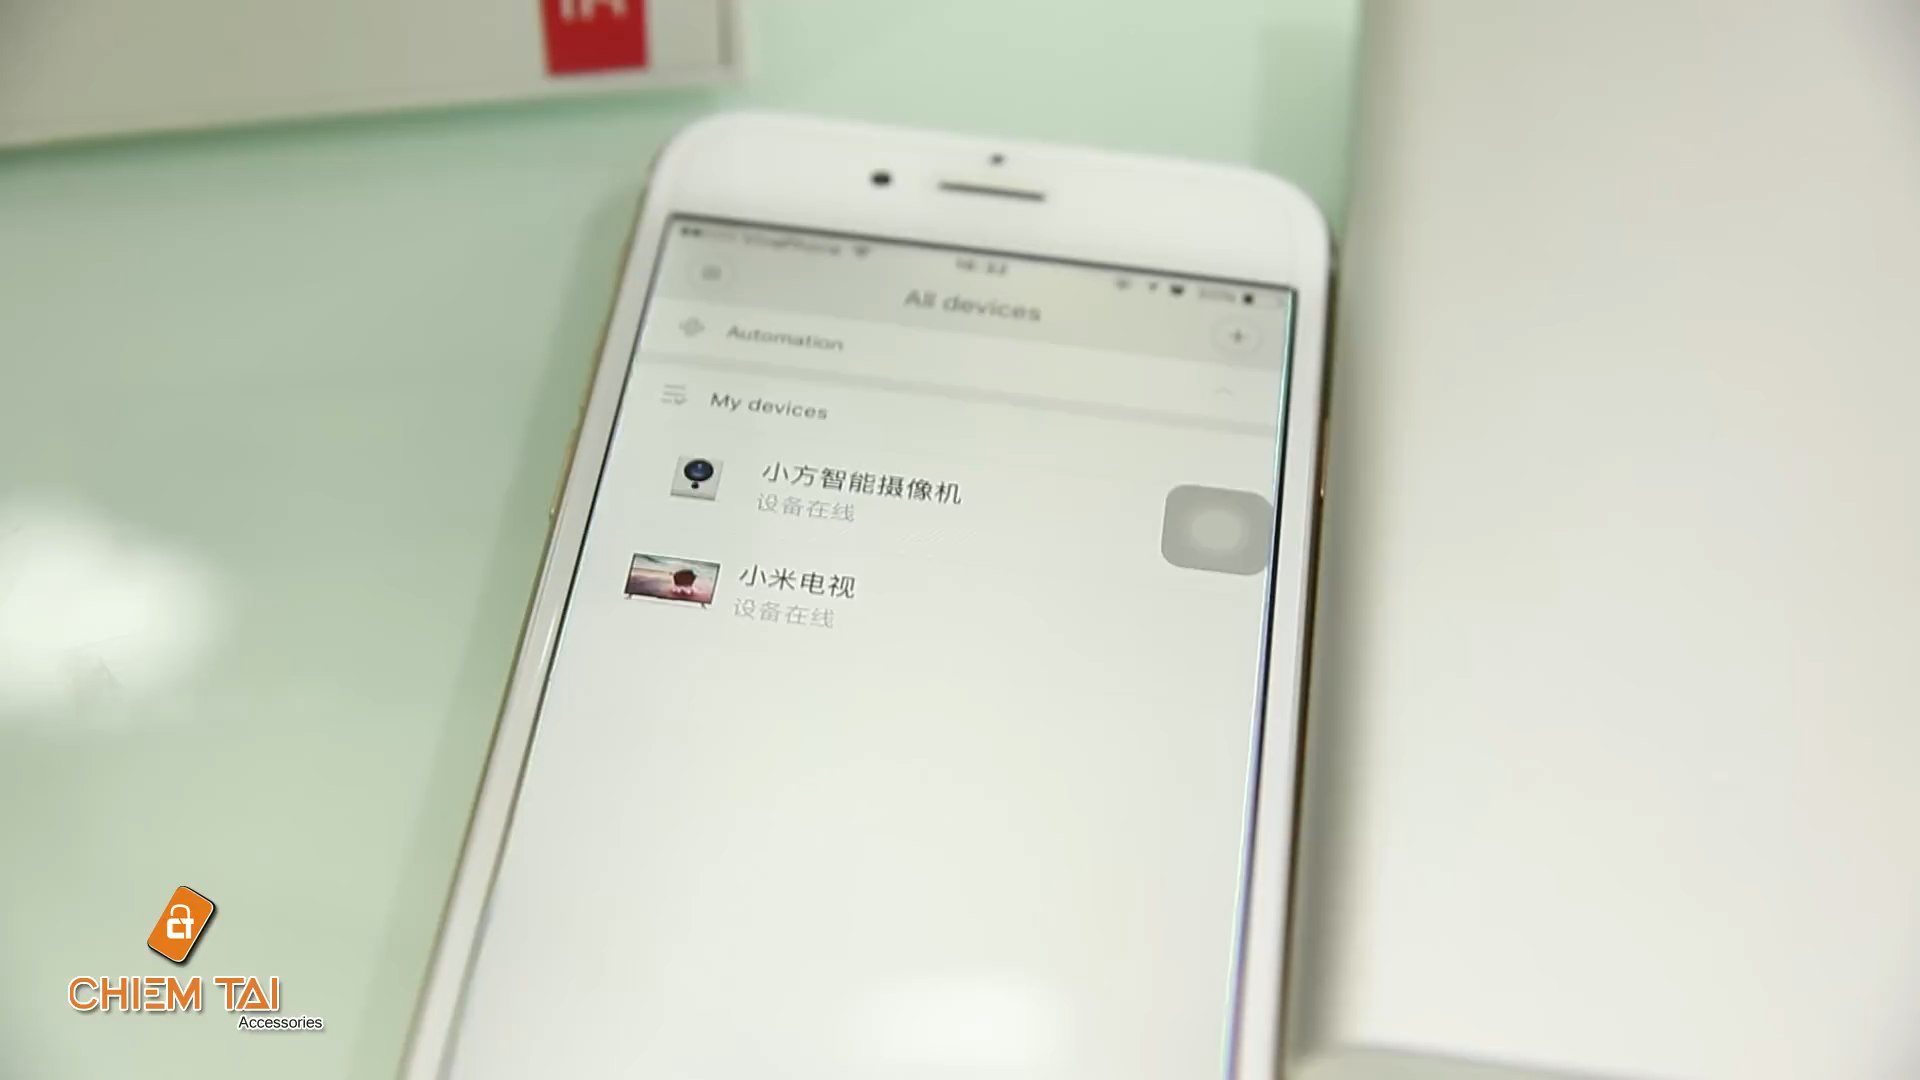 All devices
Automation
My devices
小方智能摄像机
设备在线
小米电视
设备在线
CHIEM TAI
Accessories